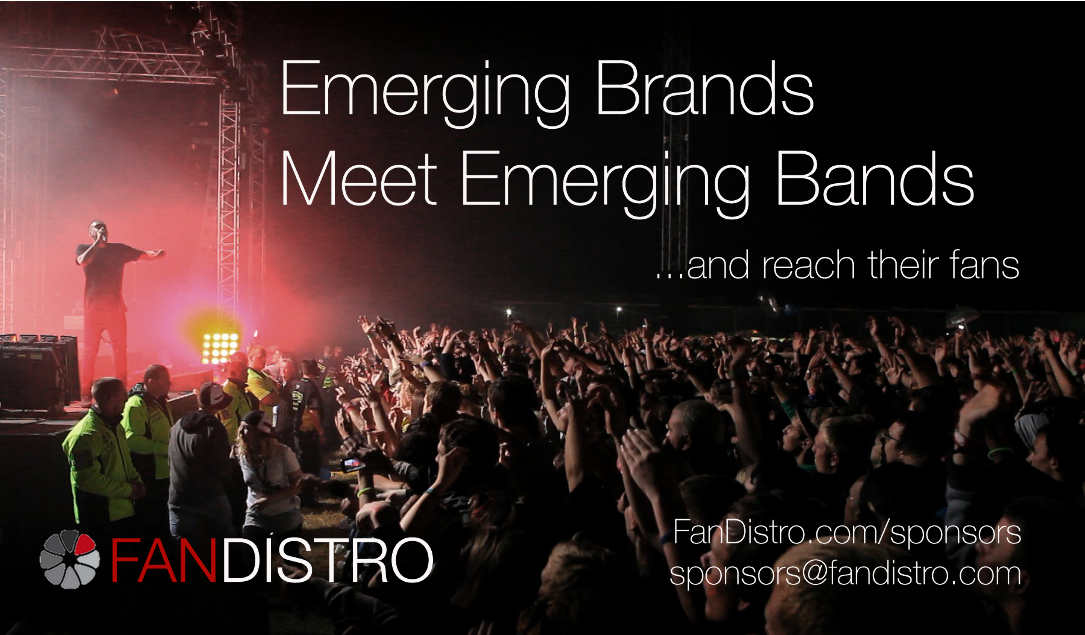 Emerging Brands
Meet Emerging Bands
...and reach their fans
FANDISTRO
FanDistro.com/sponsors
sponsors@fandistro.com